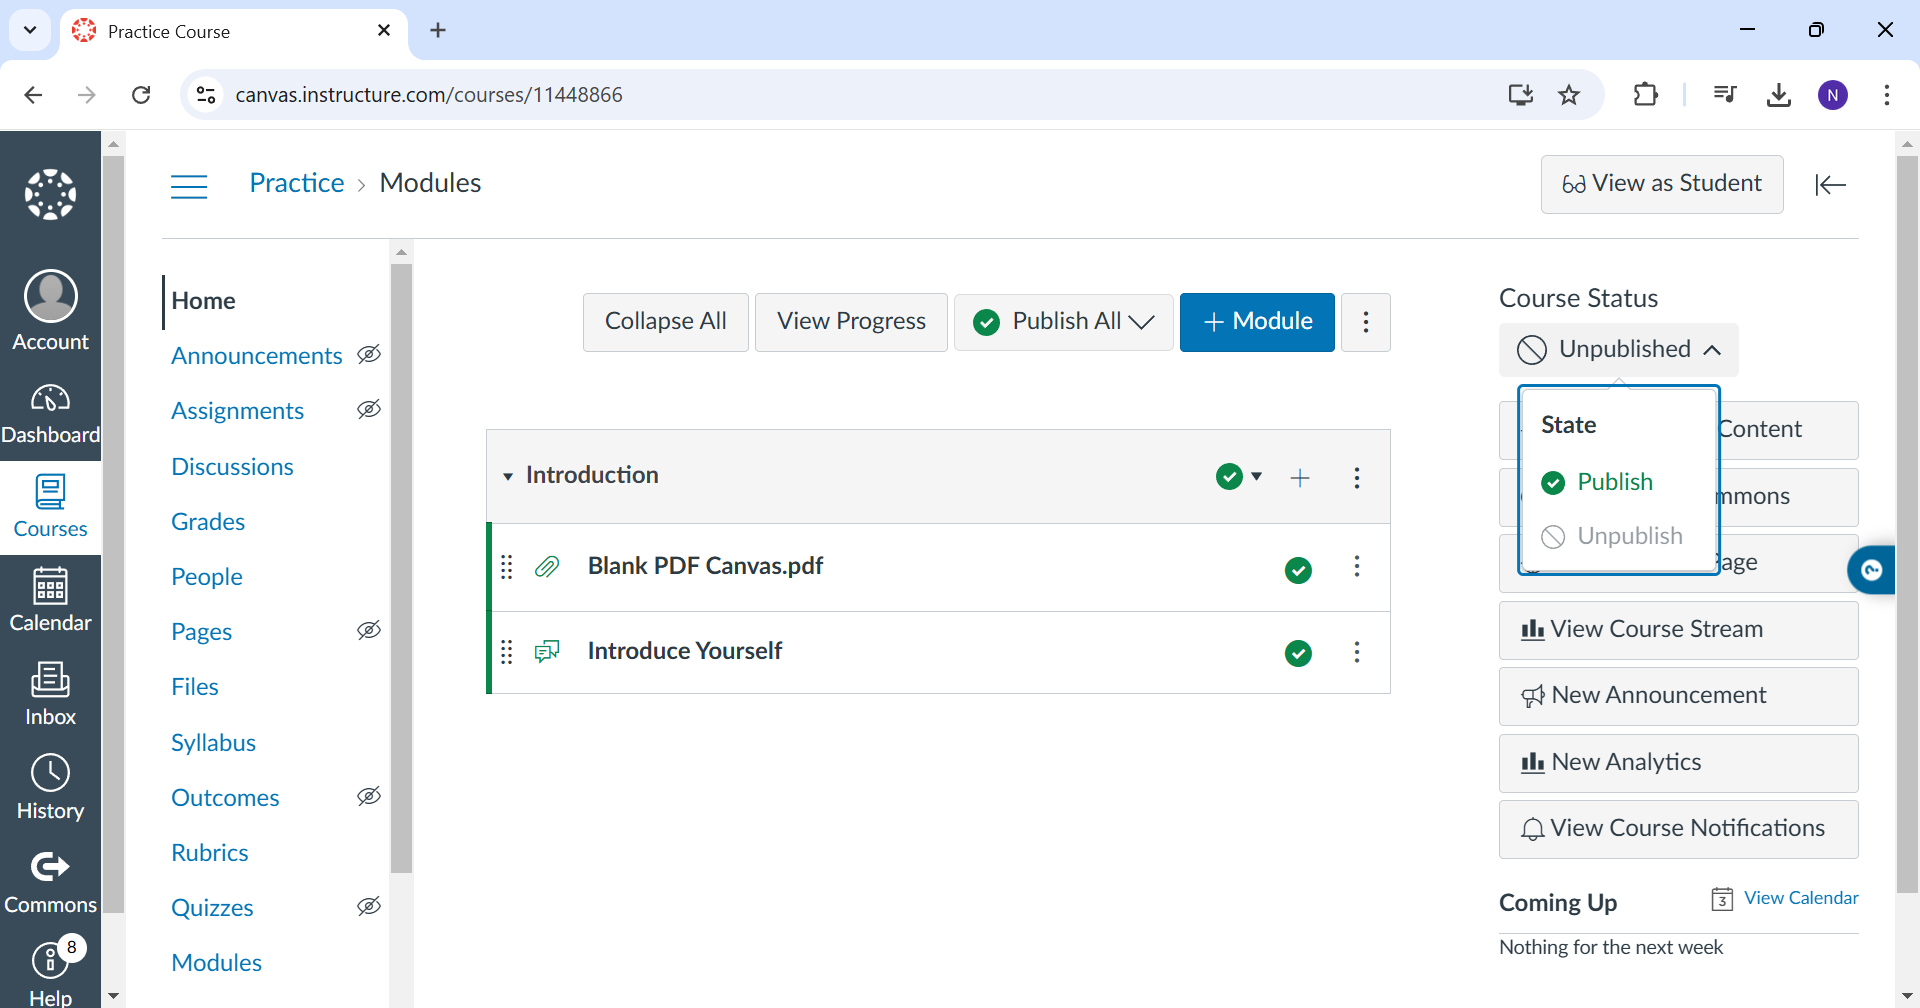 Practice Course
canvas.instructure.com/courses/11448866
N
Practice > Modules
View as Student
Account
Dashboard
Courses
Calendar
Inbox
History
Commons
8
Help
Home
Announcements
Assignments
Discussions
Grades
People
Pages
Files
Syllabus
Outcomes
Rubrics
Quizzes
Modules
Collapse All
View Progress
Publish All
+ Module
Introduction
Blank PDF Canvas.pdf
Introduce Yourself
Course Status
Unpublished
State
Publish
Unpublish
Content
View Course Stream
New Announcement
New Analytics
View Course Notifications
Coming Up
3
View Calendar
Nothing for the next week